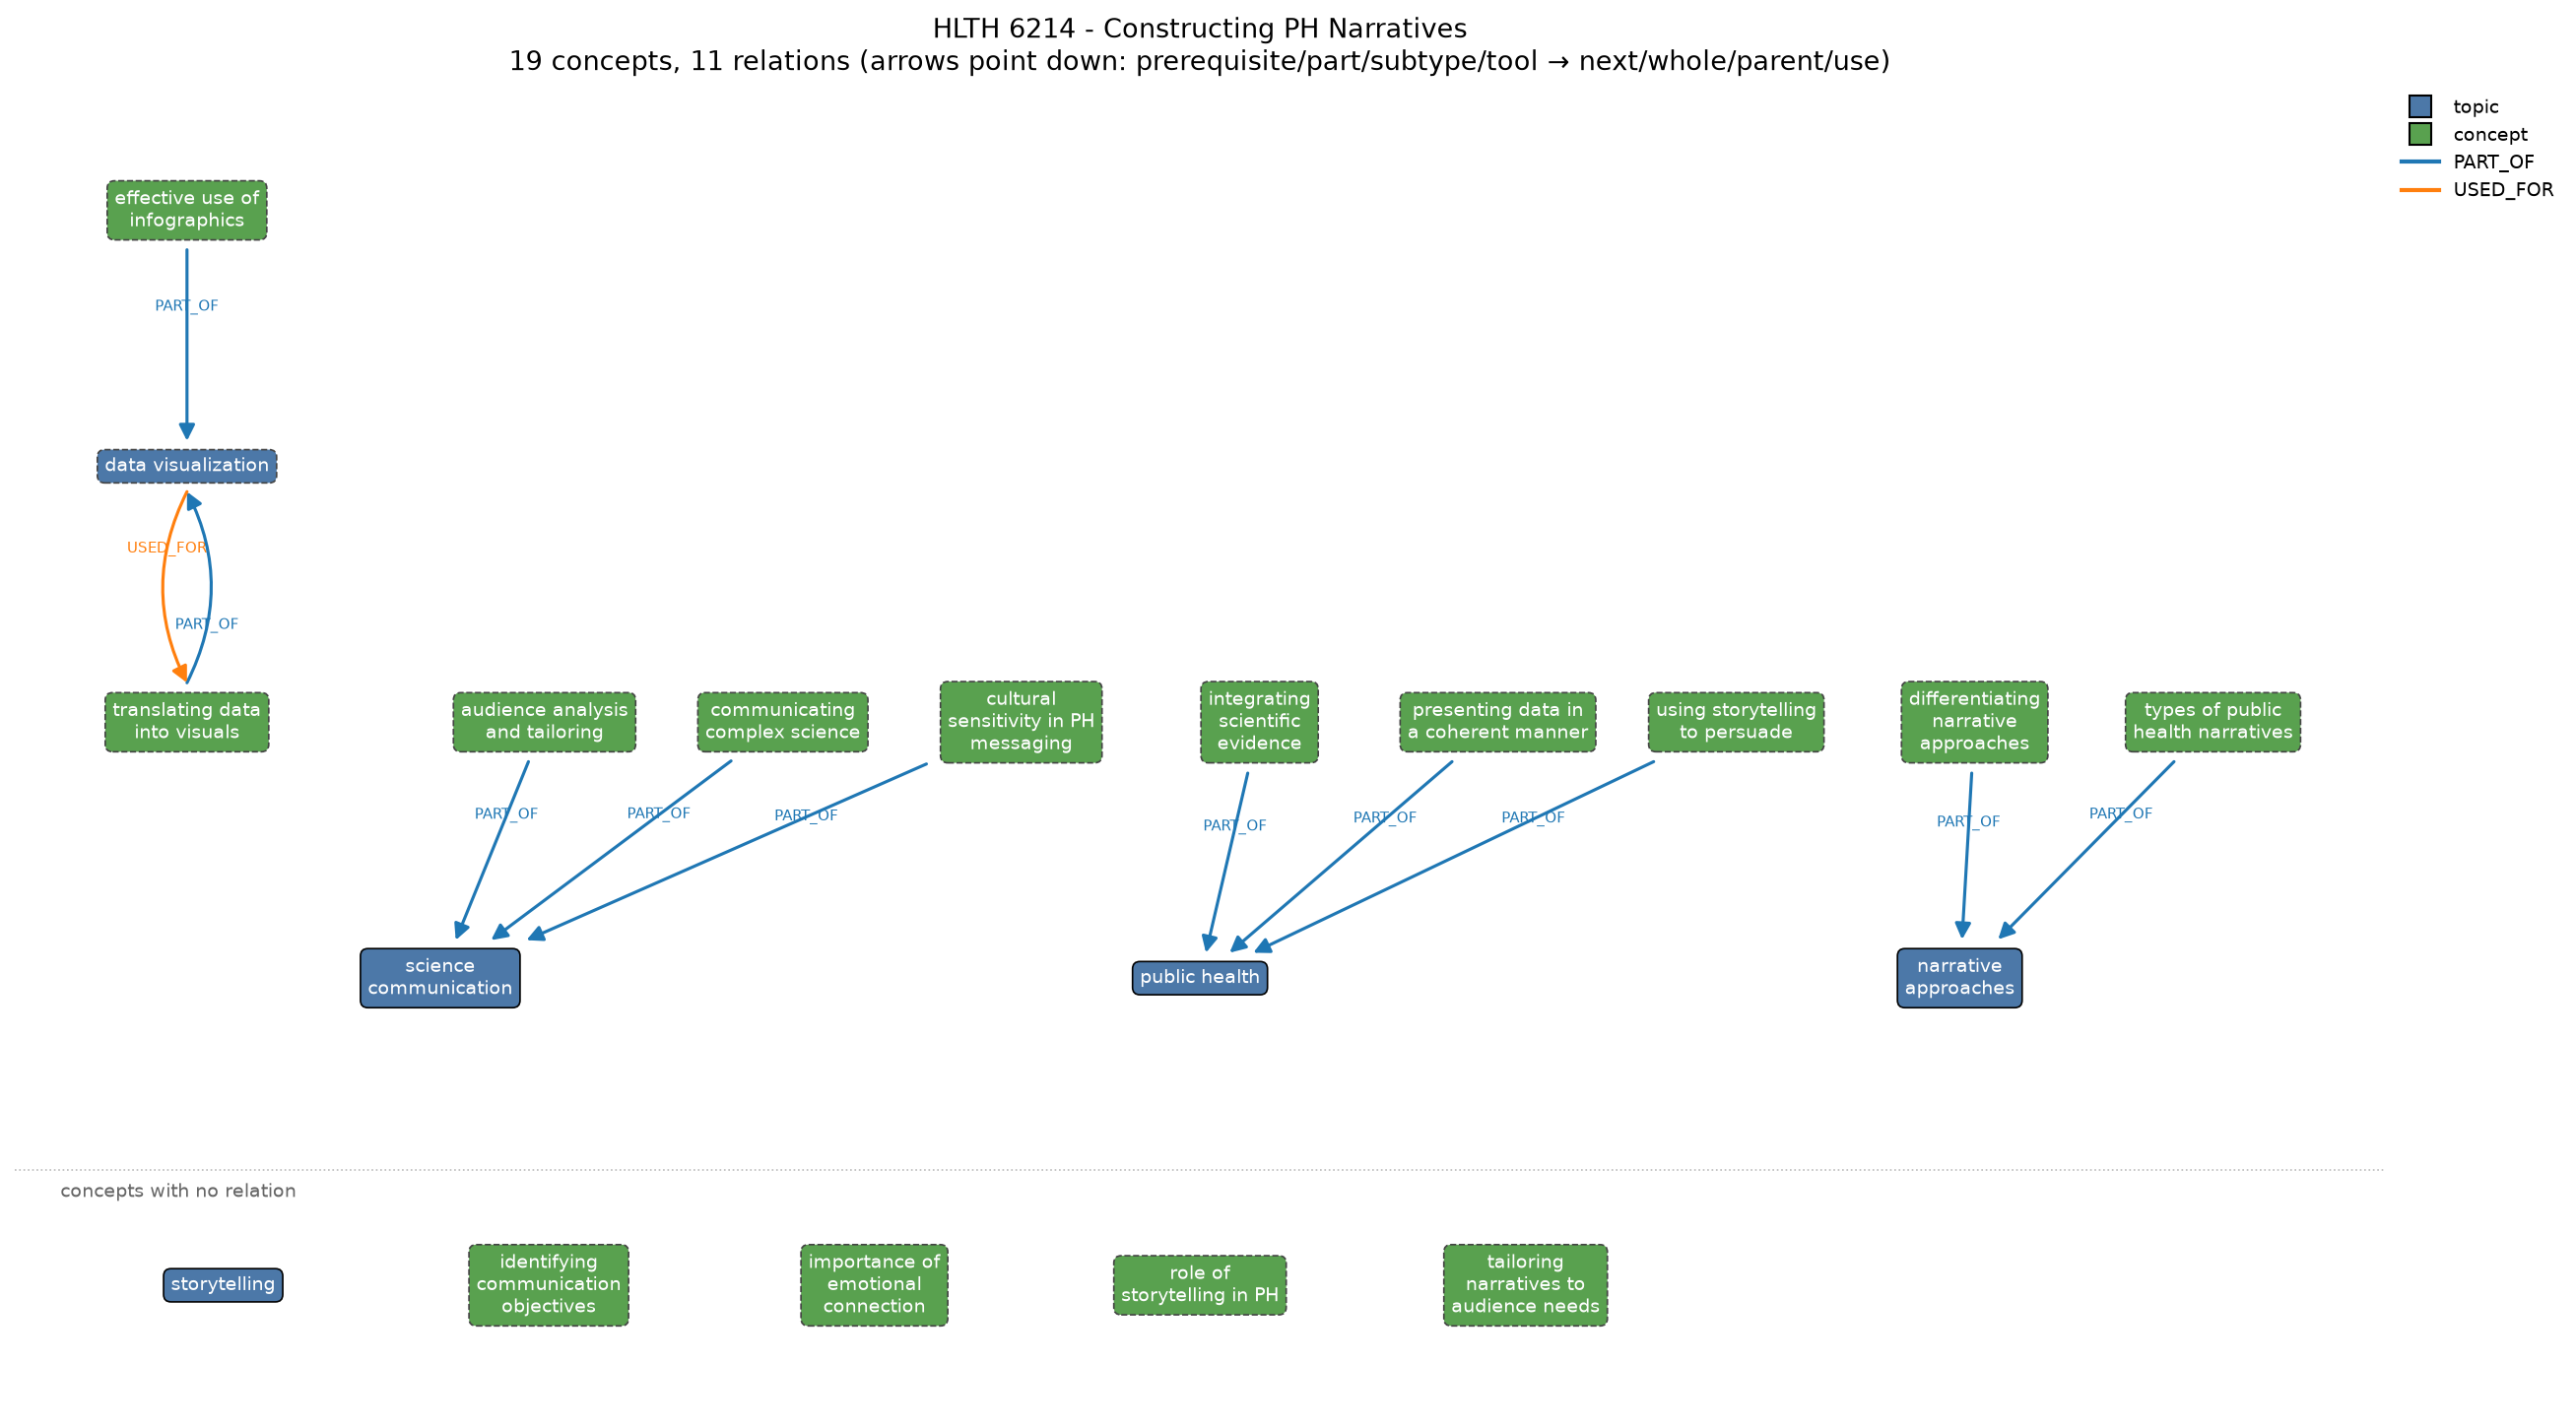 HLTH 6214 - Constructing PH Narratives
19 concepts, 11 relations (arrows point down: prerequisite/part/subtype/tool → next/whole/parent/use)
topic
concept
PART_OF
USED_FOR
effective use of
infographics
PART_OF
data visualization
USED_FOR
PART_OF
translating data
into visuals
audience analysis
and tailoring
communicating
complex science
cultural
sensitivity in PH
messaging
integrating
scientific
evidence
presenting data in
a coherent manner
using storytelling
to persuade
differentiating
narrative
approaches
types of public
health narratives
PART_OF
PART_OF
PART_OF
PART_OF
PART_OF
PART_OF
PART_OF
PART_OF
science
communication
public health
narrative
approaches
concepts with no relation
storytelling
identifying
communication
objectives
importance of
emotional
connection
role of
storytelling in PH
tailoring
narratives to
audience needs